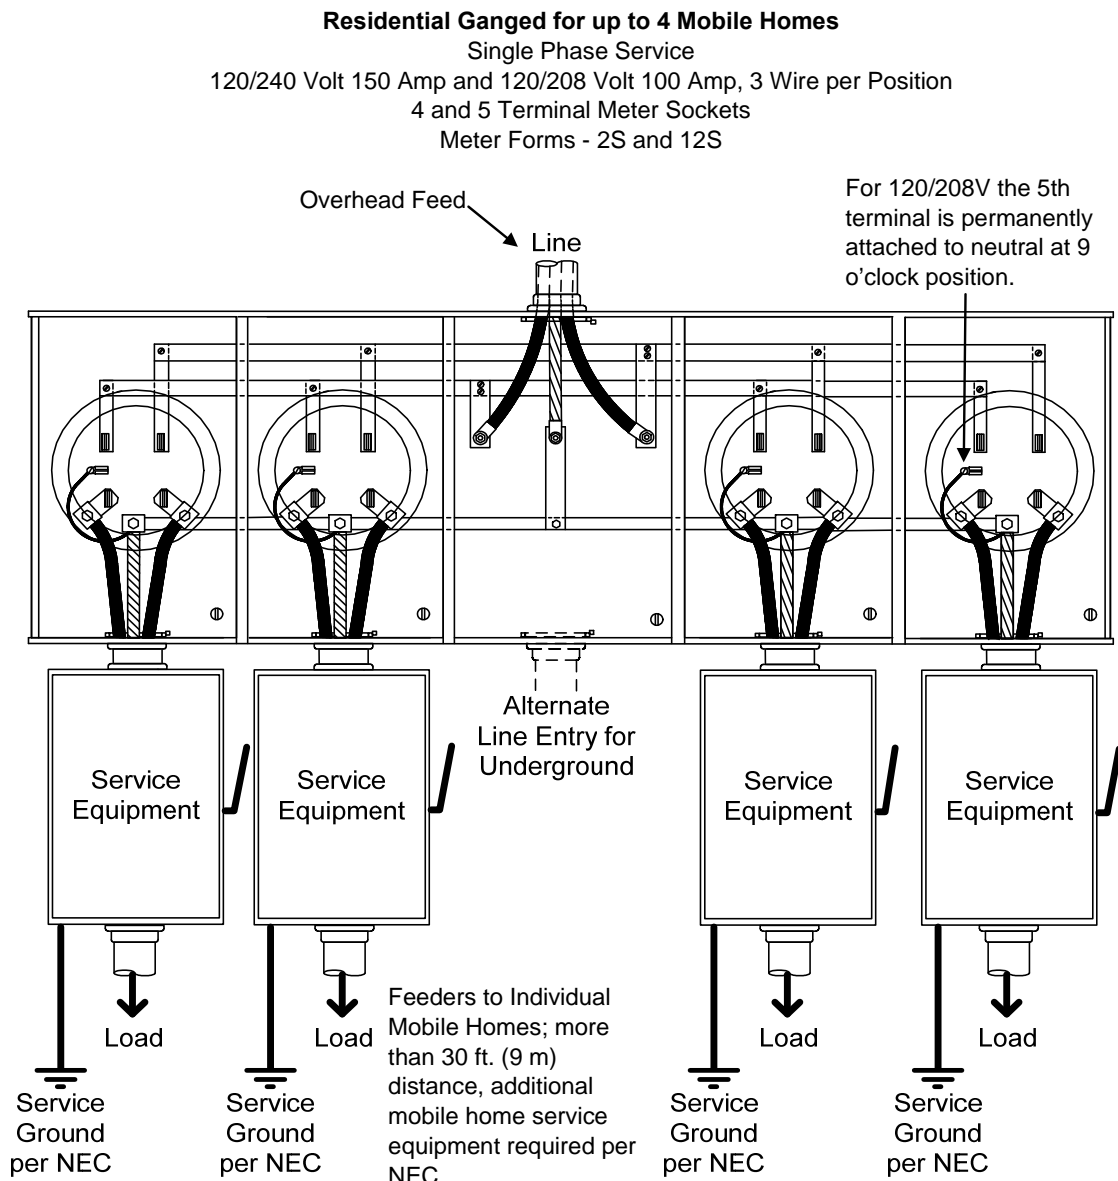 Residential Ganged for up to 4 Mobile Homes
Single Phase Service
120/240 Volt 150 Amp and 120/208 Volt 100 Amp, 3 Wire per Position
4 and 5 Terminal Meter Sockets
Meter Forms - 2S and 12S
Overhead Feed
Line
For 120/208V the 5th
terminal is permanently
attached to neutral at 9
o'clock position.
Alternate
Line Entry for
Underground
Service
Equipment
Service
Equipment
Service
Equipment
Service
Equipment
Load
Load
Feeders to Individual
Mobile Homes; more
than 30 ft. (9 m)
distance, additional
mobile home service
equipment required per
NEC
Load
Load
Service
Ground
per NEC
Service
Ground
per NEC
Service
Ground
per NEC
Service
Ground
per NEC